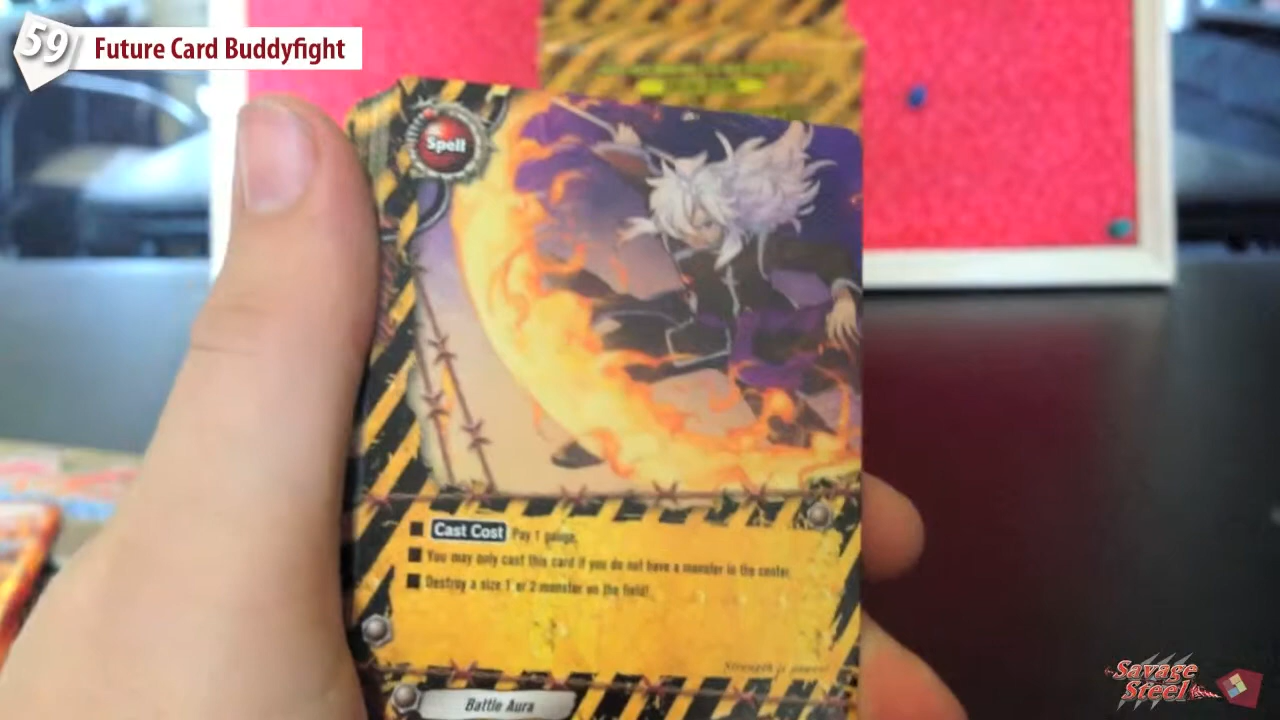 59
Future Card Buddyfight
Spell
■ Cast Cost Pay 1 gauge.
■ You may only cast this card if you do not have a monster in the center.
■ Destroy a size 1 or 2 monster on the field!
Strength is power!
Battle Aura
Savage
Steel